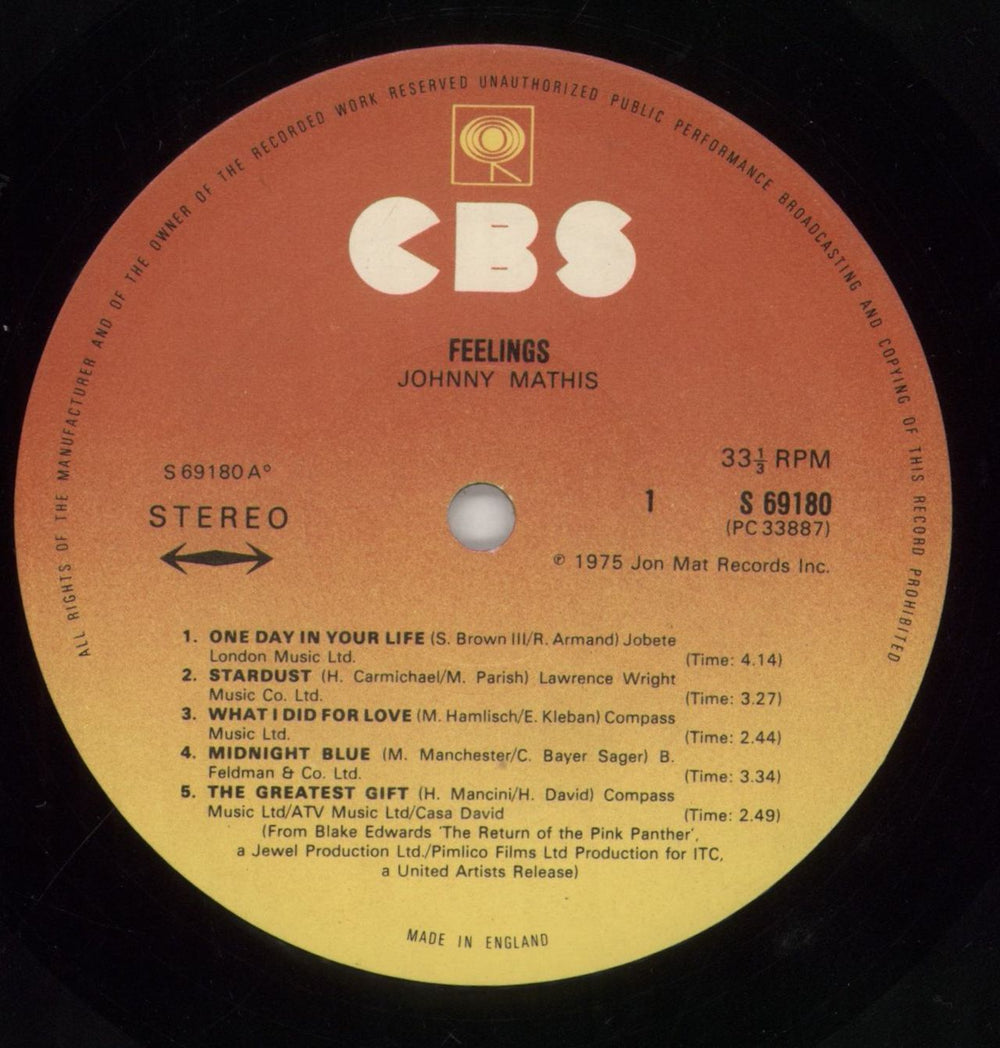 ALL RIGHTS OF THE MANUFACTURER AND OF THE OWNER OF THE RECORDED WORK RESERVED UNAUTHORIZED PUBLIC PERFORMANCE BROADCASTING AND COPYING OF THIS RECORD PROHIBITED
CBS
FEELINGS
JOHNNY MATHIS
S 69180 A°
STEREO
33⅓ RPM
1 S 69180
(PC 33887)
℗ 1975 Jon Mat Records Inc.
1. ONE DAY IN YOUR LIFE (S. Brown III/R. Armand) Jobete
London Music Ltd. (Time: 4.14)
2. STARDUST (H. Carmichael/M. Parish) Lawrence Wright
Music Co. Ltd. (Time: 3.27)
3. WHAT I DID FOR LOVE (M. Hamlisch/E. Kleban) Compass
Music Ltd. (Time: 2.44)
4. MIDNIGHT BLUE (M. Manchester/C. Bayer Sager) B.
Feldman & Co. Ltd. (Time: 3.34)
5. THE GREATEST GIFT (H. Mancini/H. David) Compass
Music Ltd/ATV Music Ltd/Casa David (Time: 2.49)
(From Blake Edwards 'The Return of the Pink Panther',
a Jewel Production Ltd./Pimlico Films Ltd Production for ITC,
a United Artists Release)
MADE IN ENGLAND